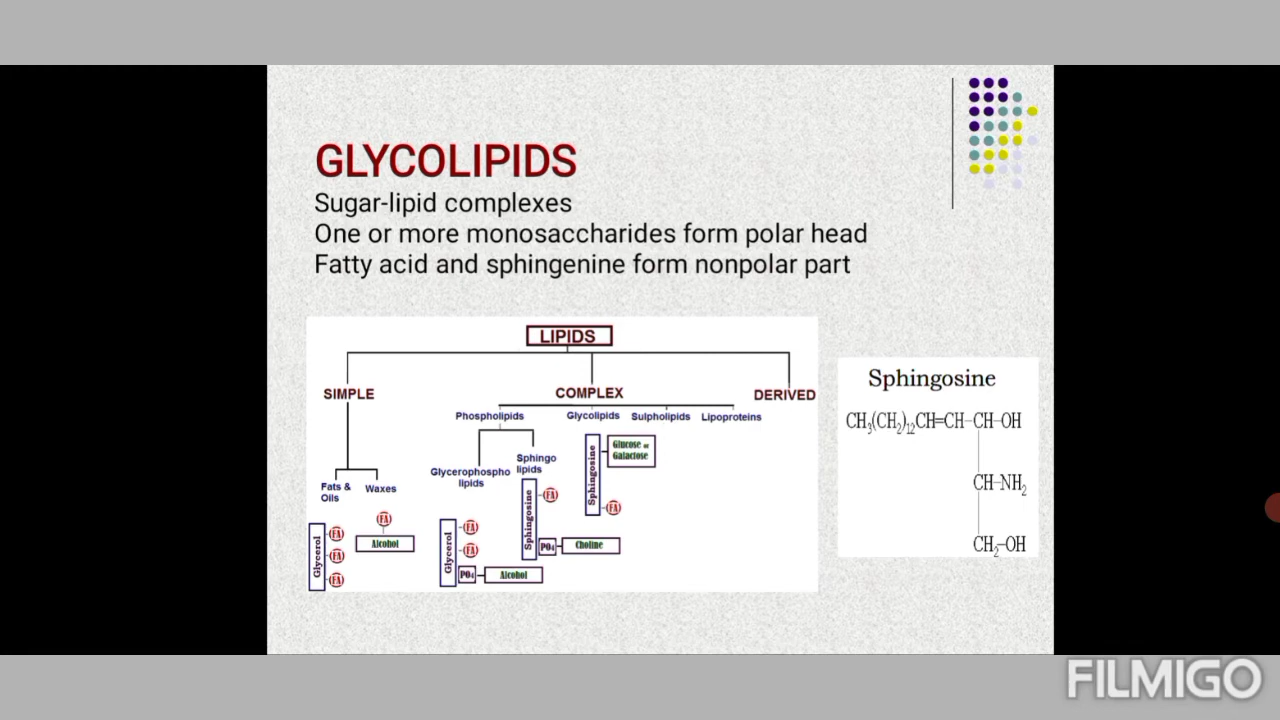 GLYCOLIPIDS
Sugar-lipid complexes
One or more monosaccharides form polar head
Fatty acid and sphingenine form nonpolar part
LIPIDS
SIMPLE
COMPLEX
DERIVED
Phospholipids
Glycolipids
Sulpholipids
Lipoproteins
Glycerophospho
lipids
Sphingo
lipids
Fats &
Oils
Waxes
Glycerol
FA
FA
FA
FA
Alcohol
Glycerol
FA
FA
PO4
Alcohol
Sphingosine
FA
PO4
Choline
Sphingosine
Glucose or
Galactose
FA
Sphingosine
CH3(CH2)12CH=CH-CH-OH
CH-NH2
CH2-OH
FILMIGO